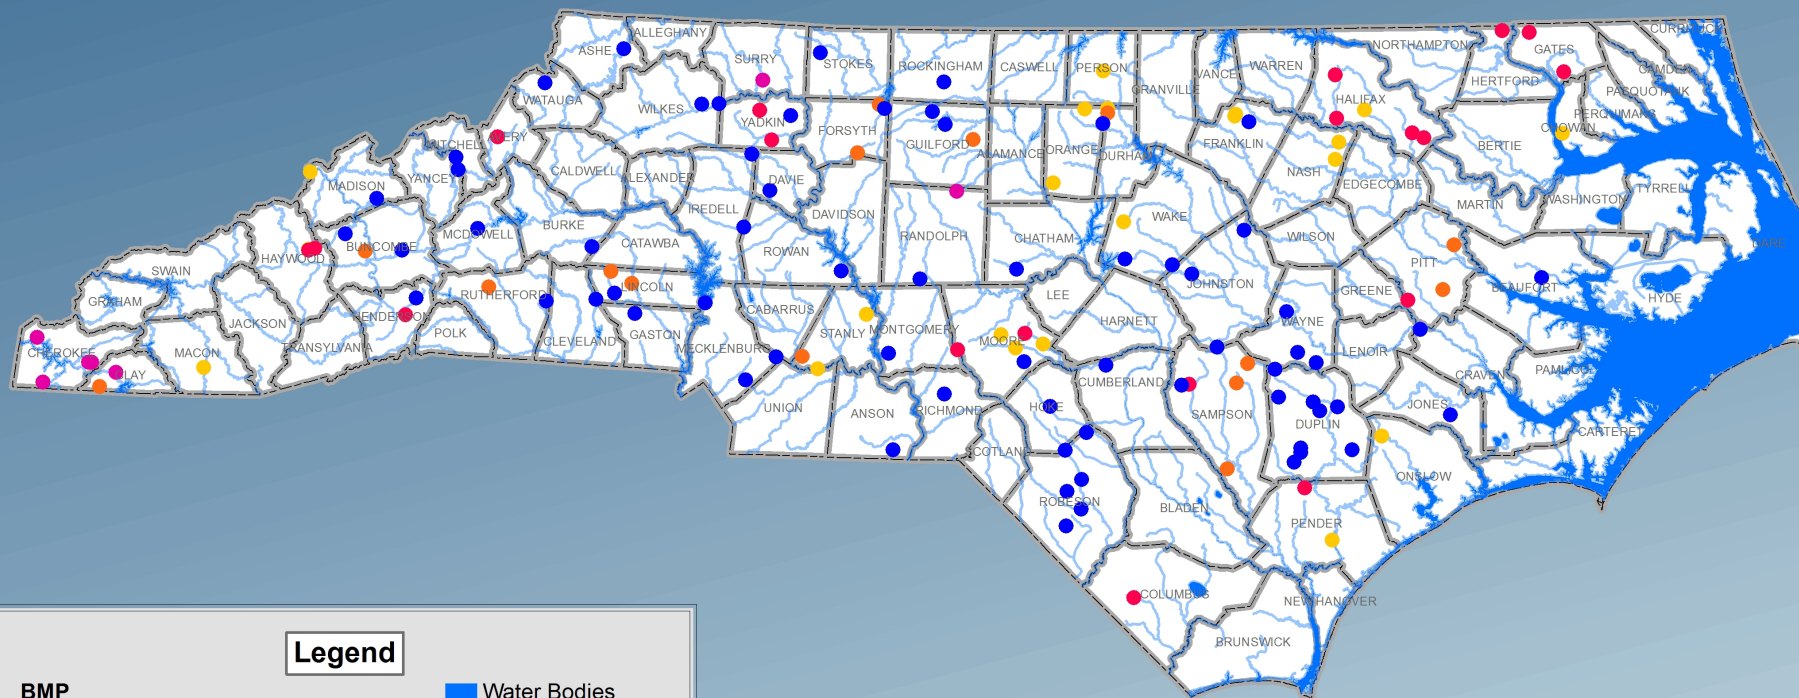 ALLEGHANY
ASHE
SURRY
STOKES
ROCKINGHAM
CASWELL
PERSON
GRANVILLE
VANCE
WARREN
NORTHAMPTON
GATES
HERTFORD
CAMDEN
PASQUOTANK
PERQUIMANS
CHOWAN
WATAUGA
WILKES
YADKIN
FORSYTH
GUILFORD
ALAMANCE
ORANGE
DURHAM
FRANKLIN
HALIFAX
BERTIE
AVERY
MITCHELL
YANCEY
MADISON
CALDWELL
ALEXANDER
DAVIE
IREDELL
DAVIDSON
RANDOLPH
CHATHAM
WAKE
NASH
EDGECOMBE
MARTIN
WASHINGTON
TYRRELL
DARE
SWAIN
HAYWOOD
BUNCOMBE
MCDOWELL
BURKE
CATAWBA
ROWAN
WILSON
PITT
BEAUFORT
HYDE
GRAHAM
JACKSON
HENDERSON
RUTHERFORD
LINCOLN
CABARRUS
STANLY
MONTGOMERY
MOORE
LEE
HARNETT
JOHNSTON
GREENE
WAYNE
LENOIR
CRAVEN
PAMLICO
CHEROKEE
CLAY
MACON
TRANSYLVANIA
POLK
CLEVELAND
GASTON
MECKLENBURG
UNION
ANSON
RICHMOND
HOKE
CUMBERLAND
SAMPSON
DUPLIN
JONES
CARTERET
SCOTLAND
ROBESON
BLADEN
PENDER
ONSLOW
COLUMBUS
NEW HANOVER
BRUNSWICK
Legend
BMP
Water Bodies